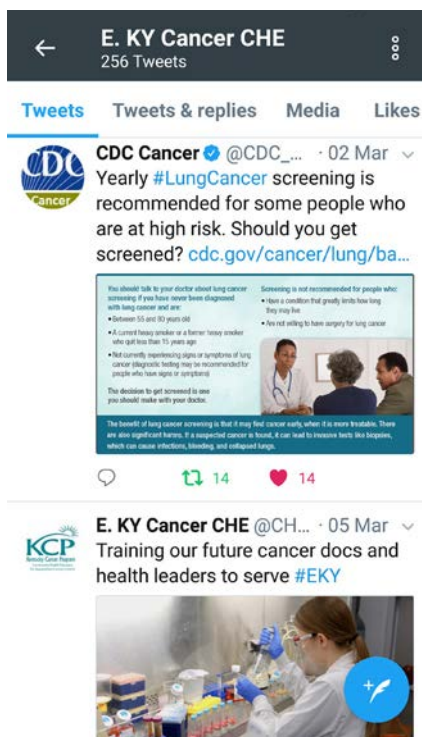 E. KY Cancer CHE
256 Tweets
Tweets Tweets & replies Media Likes
CDC Cancer
CDC Cancer @CDC_... · 02 Mar
Yearly #LungCancer screening is
recommended for some people who
are at high risk. Should you get
screened? cdc.gov/cancer/lung/ba...
You should talk to your doctor about lung cancer
screening if you have never been diagnosed
with lung cancer and are:
• Between 55 and 80 years old
• A current heavy smoker or a former heavy smoker
who quit less than 15 years ago
• Not currently experiencing signs or symptoms of lung
cancer (diagnostic testing may be recommended for
people who have signs or symptoms)
The decision to get screened is one
you should make with your doctor.
Screening is not recommended for people who:
• Have a condition that greatly limits how long
they may live
• Are not willing to have surgery for lung cancer
The benefit of lung cancer screening is that it may find cancer early, when it is more treatable. There
are also significant harms. If a suspected cancer is found, it can lead to invasive tests like biopsies,
which can cause infections, bleeding, and collapsed lungs.
14 14
KCP
Kentucky Cancer Program
E. KY Cancer CHE @CH... · 05 Mar
Training our future cancer docs and
health leaders to serve #EKY